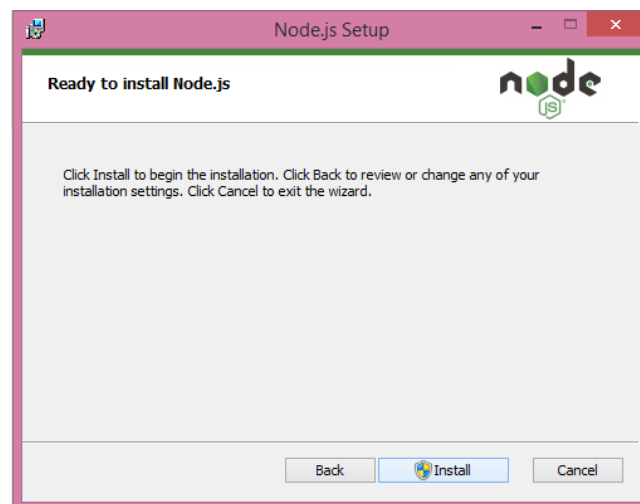 Node.js Setup
Ready to install Node.js
node
JS
Click Install to begin the installation. Click Back to review or change any of your
installation settings. Click Cancel to exit the wizard.
Back Install Cancel